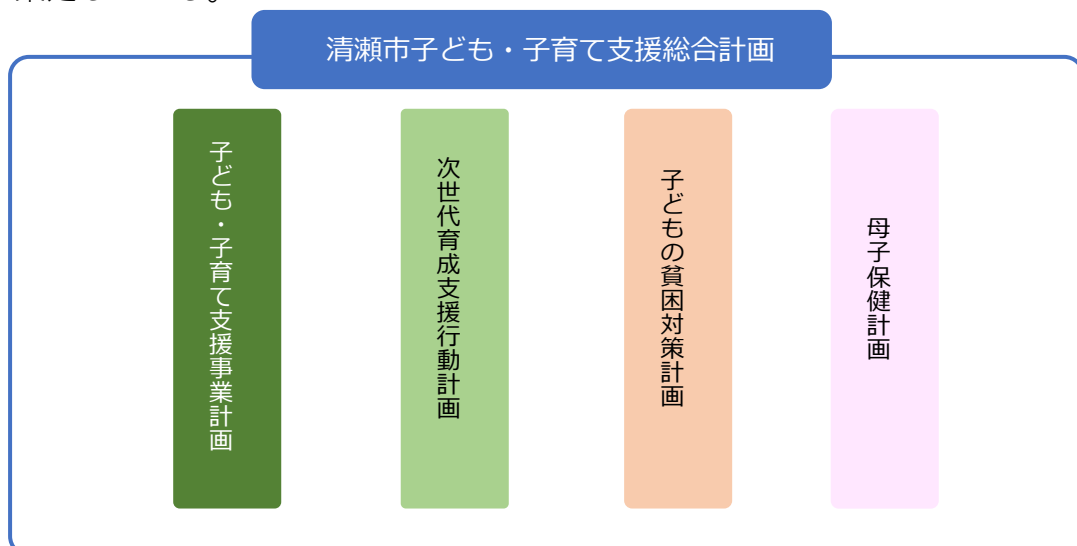 清瀬市子ども・子育て支援総合計画
子ども・子育て支援事業計画
次世代育成支援行動計画
子どもの貧困対策計画
母子保健計画